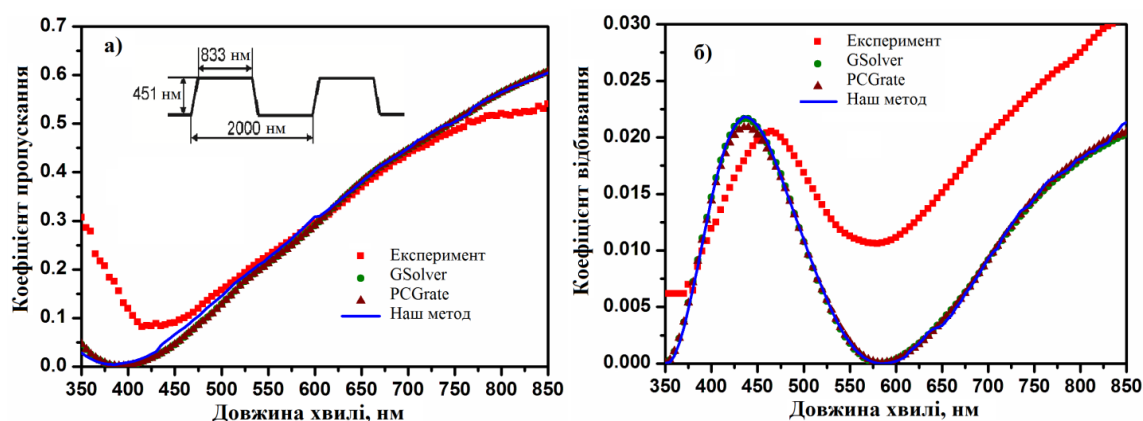 а)
833 нм
451 нм
2000 нм
Коефіцієнт пропускання
0.7
0.6
0.5
0.4
0.3
0.2
0.1
0.0
Експеримент
GSolver
PCGrate
Наш метод
350 400 450 500 550 600 650 700 750 800 850
Довжина хвилі, нм
б)
Коефіцієнт відбивання
0.030
0.025
0.020
0.015
0.010
0.005
0.000
Експеримент
GSolver
PCGrate
Наш метод
350 400 450 500 550 600 650 700 750 800 850
Довжина хвилі, нм